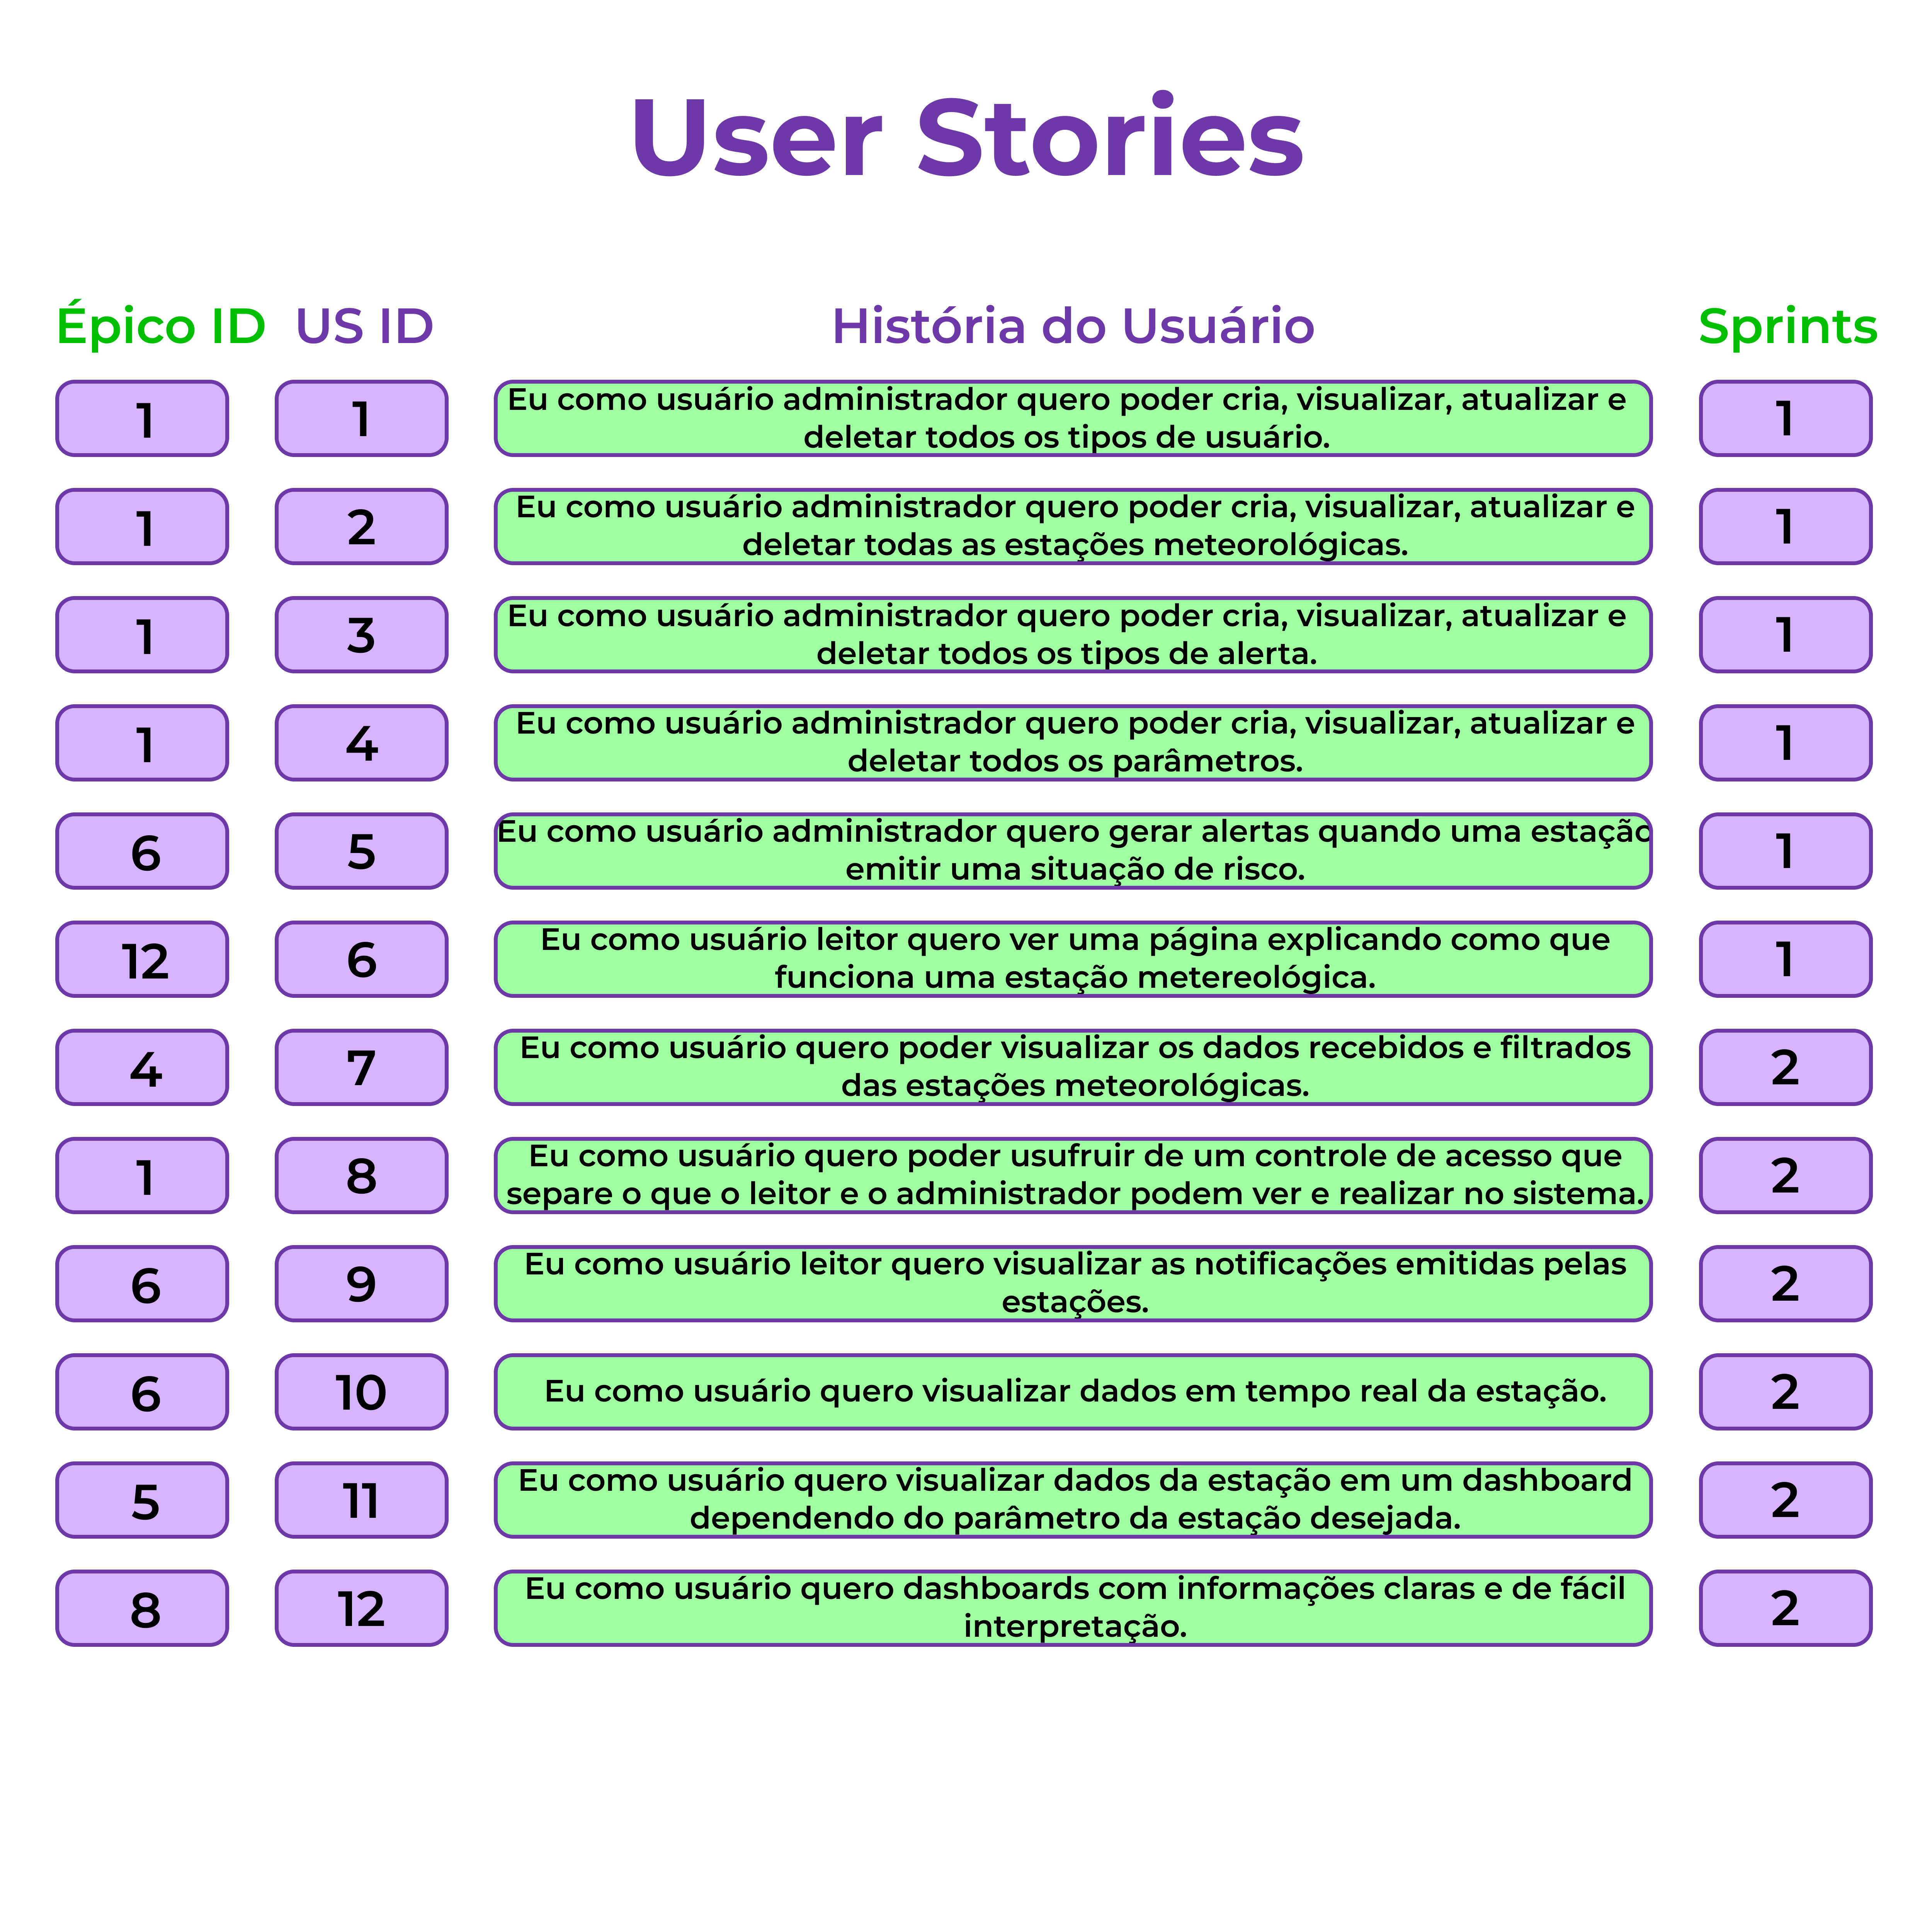 User Stories
Épico ID US ID História do Usuário Sprints
1 1 Eu como usuário administrador quero poder cria, visualizar, atualizar e 1
deletar todos os tipos de usuário.
1 2 Eu como usuário administrador quero poder cria, visualizar, atualizar e 1
deletar todas as estações meteorológicas.
1 3 Eu como usuário administrador quero poder cria, visualizar, atualizar e 1
deletar todos os tipos de alerta.
1 4 Eu como usuário administrador quero poder cria, visualizar, atualizar e 1
deletar todos os parâmetros.
6 5 Eu como usuário administrador quero gerar alertas quando uma estação 1
emitir uma situação de risco.
12 6 Eu como usuário leitor quero ver uma página explicando como que 1
funciona uma estação metereológica.
4 7 Eu como usuário quero poder visualizar os dados recebidos e filtrados 2
das estações meteorológicas.
1 8 Eu como usuário quero poder usufruir de um controle de acesso que 2
separe o que o leitor e o administrador podem ver e realizar no sistema.
6 9 Eu como usuário leitor quero visualizar as notificações emitidas pelas 2
estações.
6 10 Eu como usuário quero visualizar dados em tempo real da estação. 2
5 11 Eu como usuário quero visualizar dados da estação em um dashboard 2
dependendo do parâmetro da estação desejada.
8 12 Eu como usuário quero dashboards com informações claras e de fácil 2
interpretação.